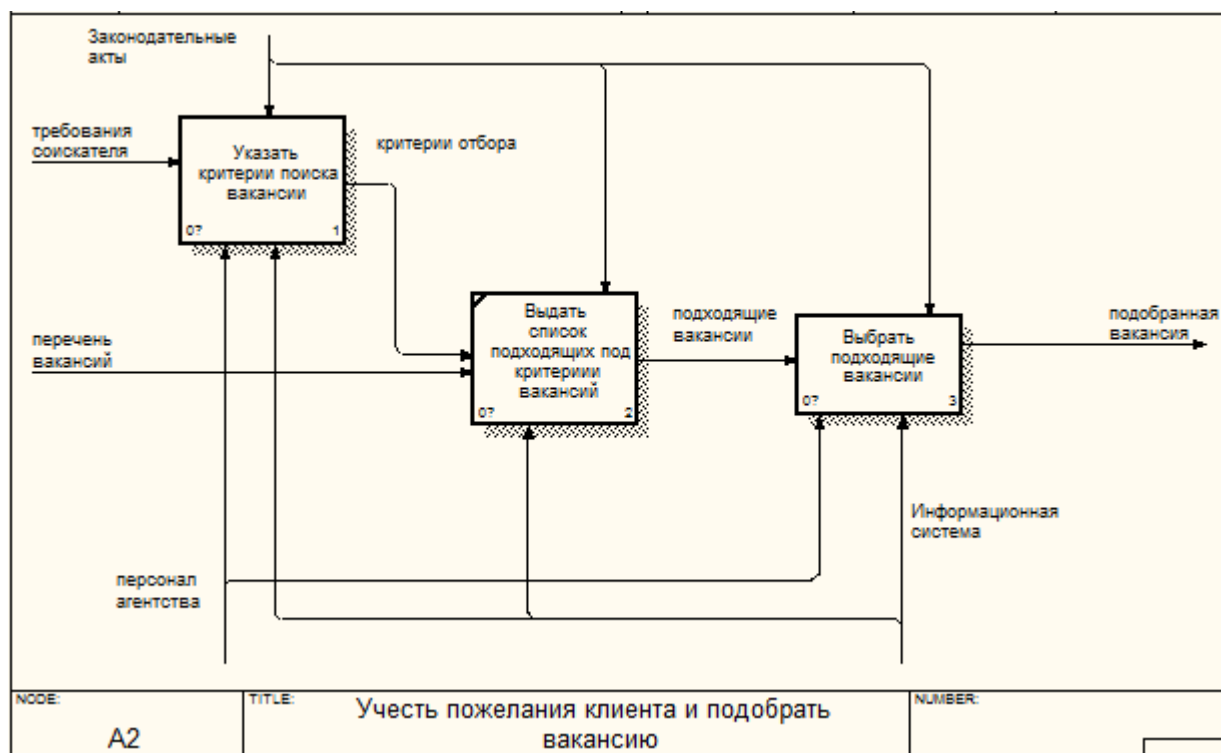 Законодательные
акты
требования
соискателя
Указать
критерии поиска
вакансии
0?
1
критерии отбора
перечень
вакансий
Выдать
список
подходящих под
критериии
вакансий
0?
2
подходящие
вакансии
Выбрать
подходящие
вакансии
0?
3
подобранная
вакансия
Информационная
система
персонал
агентства
NODE:
A2
TITLE:
Учесть пожелания клиента и подобрать
вакансию
NUMBER: